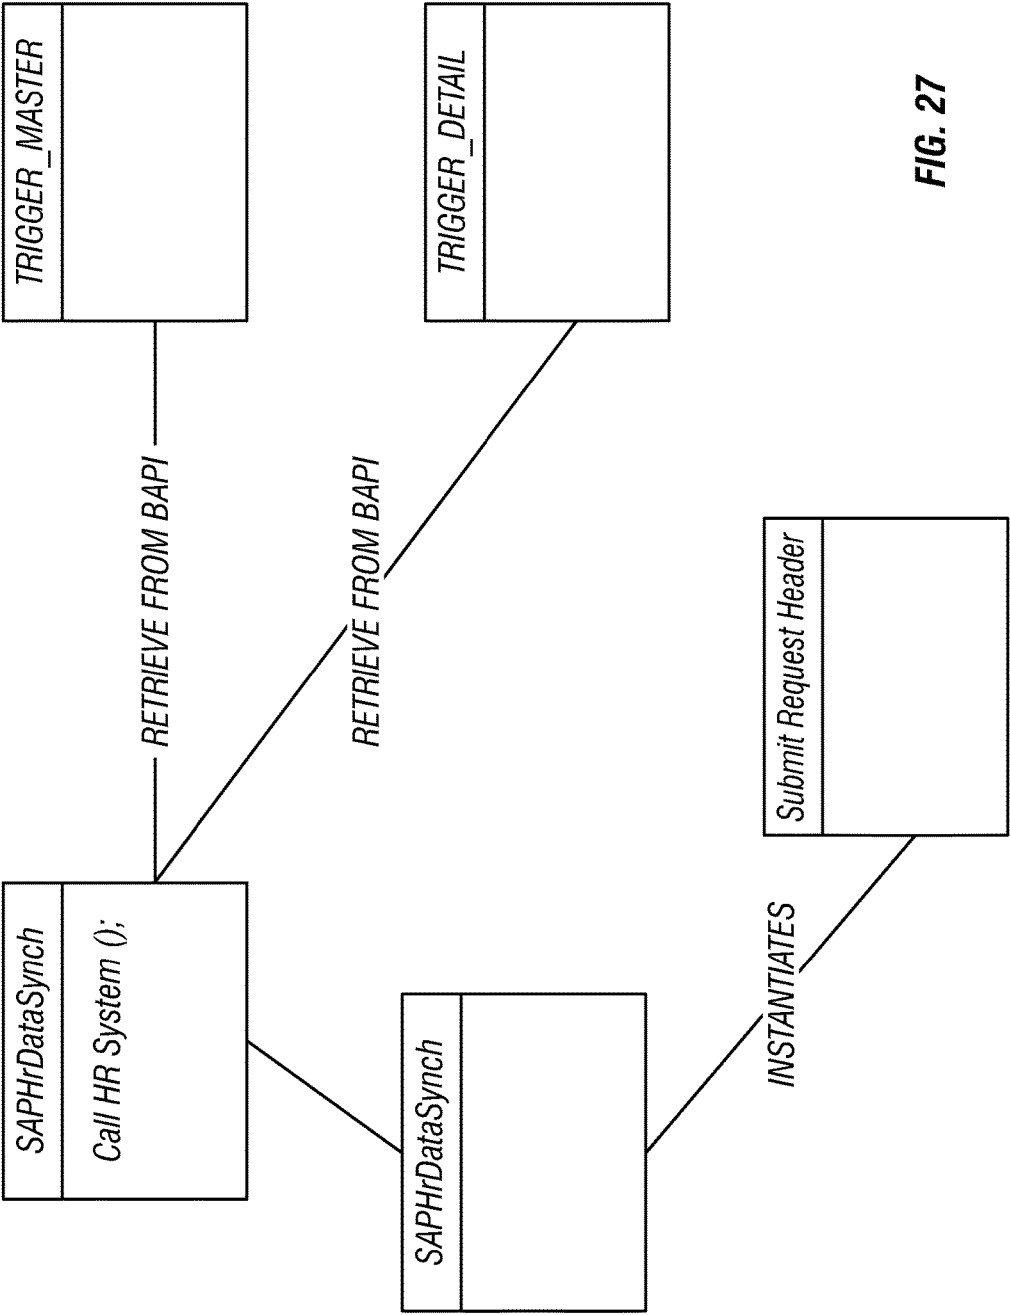 SAPHrDataSynch
Call HR System ();
RETRIEVE FROM BAPI
TRIGGER_MASTER
RETRIEVE FROM BAPI
TRIGGER_DETAIL
SAPHrDataSynch
INSTANTIATES
Submit Request Header
FIG. 27